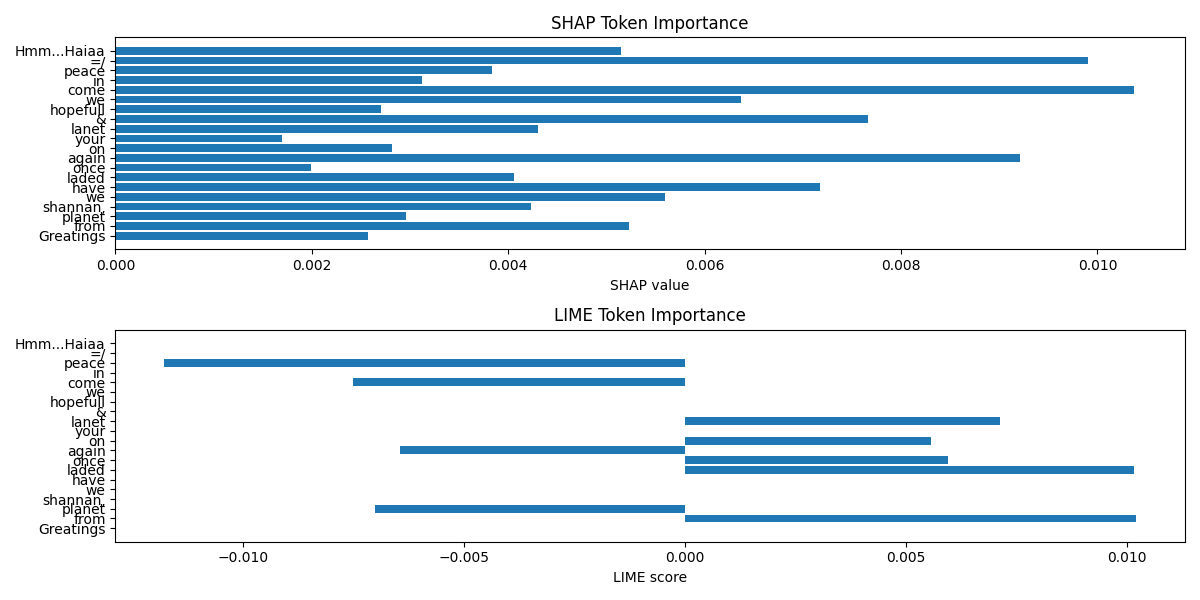 SHAP Token Importance
Hmm...Haiaa
=/
peace
in
come
we
hopefull
&
lanet
your
on
again
once
laded
have
we
shannan,
planet
from
Greatings
0.000 0.002 0.004 0.006 0.008 0.010
SHAP value
LIME Token Importance
Hmm...Haiaa
=/
peace
in
come
we
hopefull
&
lanet
your
on
again
once
laded
have
we
shannan,
planet
from
Greatings
−0.010 −0.005 0.000 0.005 0.010
LIME score